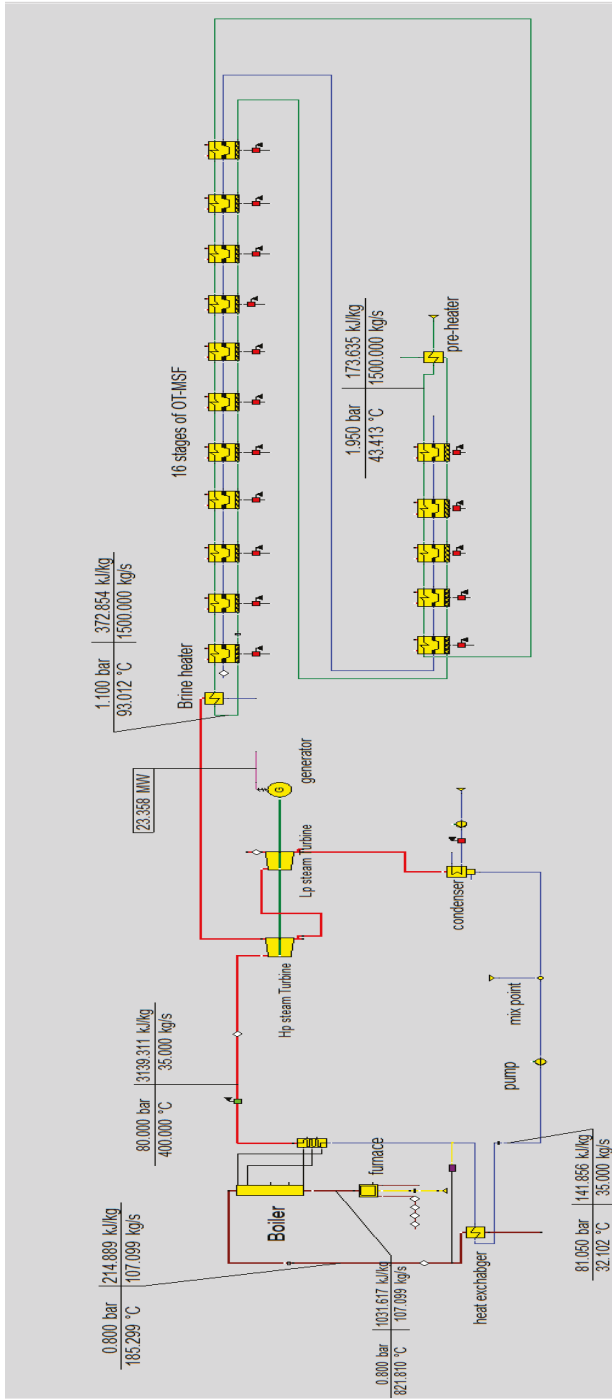 0.800 bar 214.889 kJ/kg
185.299 °C 107.099 kg/s
80.000 bar 3139.311 kJ/kg
400.000 °C 35.000 kg/s
23.358 MW
1.100 bar 372.854 kJ/kg
93.012 °C 1500.000 kg/s
Brine heater
16 stages of OT-MSF
Boiler
furnace
Hp steam Turbine
Lp steam Turbine
G
generator
1.950 bar 173.635 kJ/kg
43.413 °C 1500.000 kg/s
pre-heater
0.800 bar 1031.617 kJ/kg
821.810 °C 107.099 kg/s
heat exchabger
81.050 bar 141.856 kJ/kg
32.102 °C 35.000 kg/s
pump
mix point
condenser